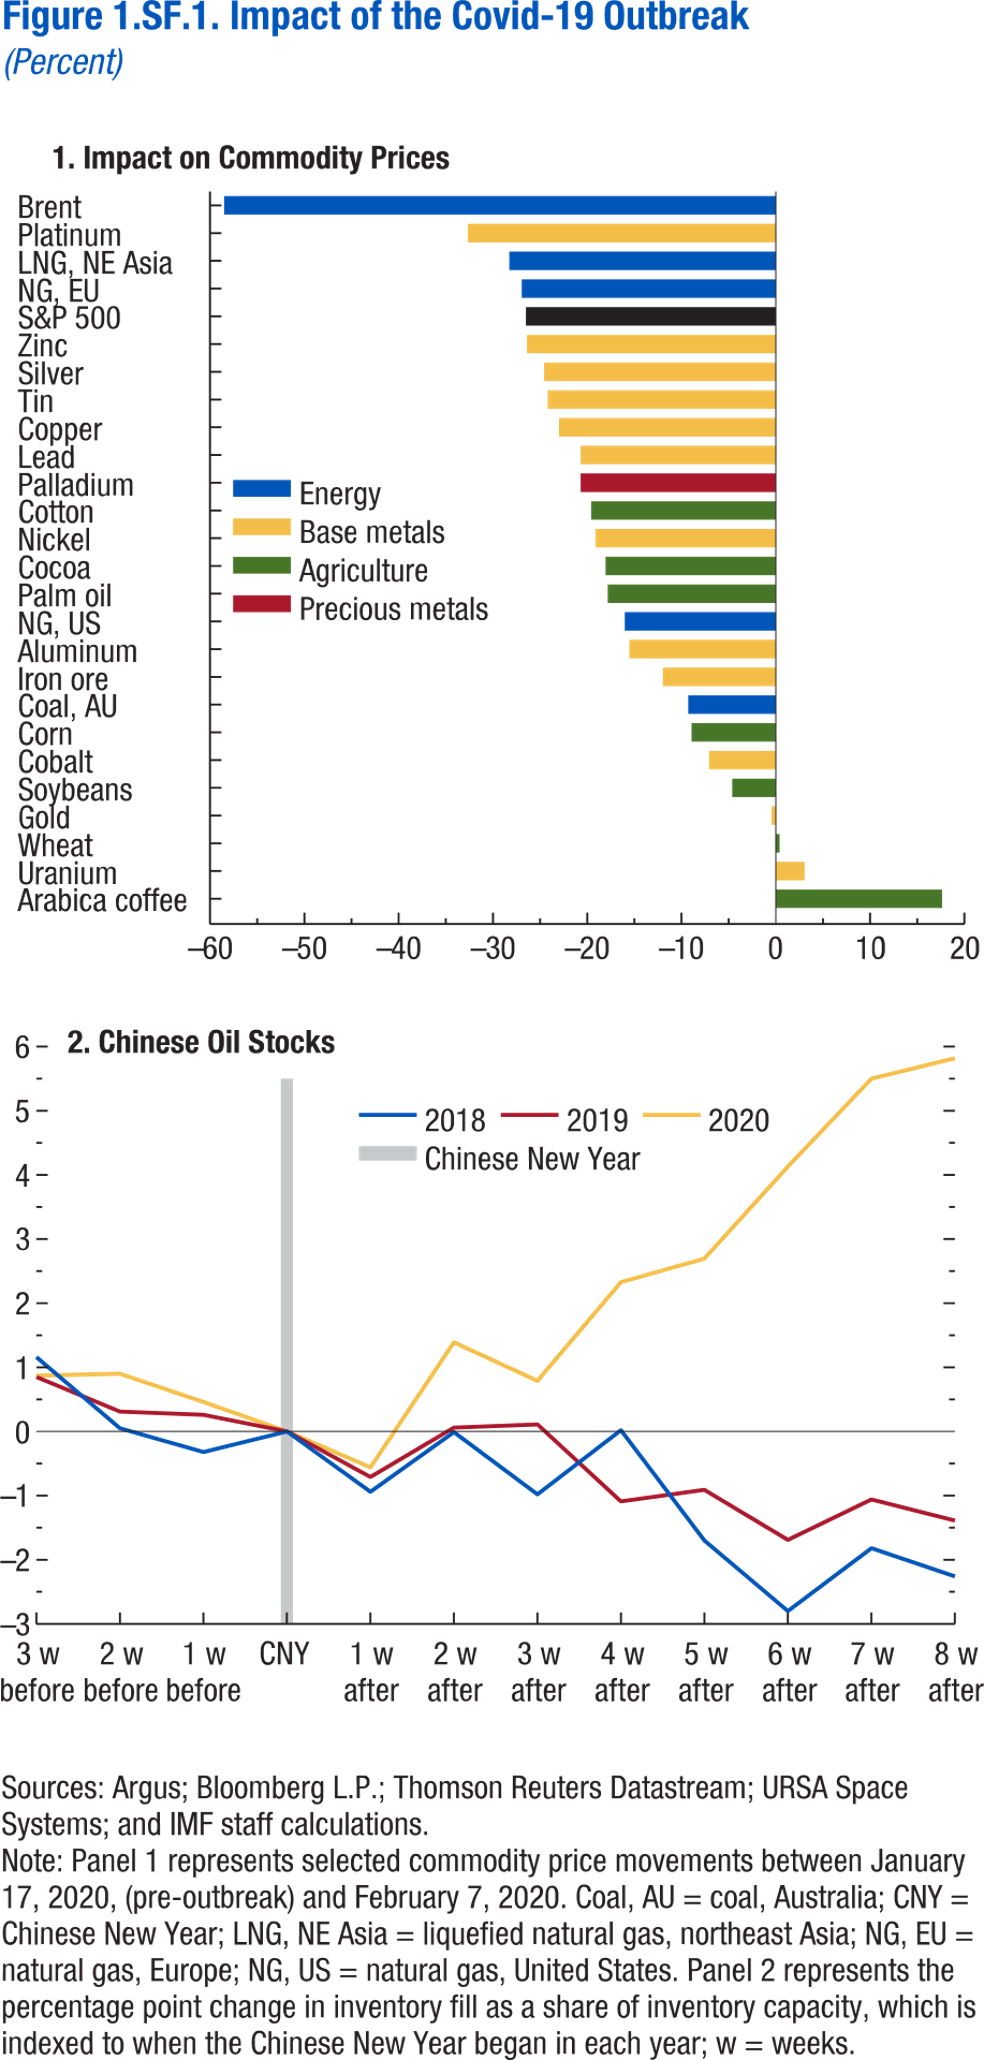 Figure 1.SF.1. Impact of the Covid-19 Outbreak
(Percent)
1. Impact on Commodity Prices
Brent
Platinum
LNG, NE Asia
NG, EU
S&P 500
Zinc
Silver
Tin
Copper
Lead
Palladium
Cotton
Nickel
Cocoa
Palm oil
NG, US
Aluminum
Iron ore
Coal, AU
Corn
Cobalt
Soybeans
Gold
Wheat
Uranium
Arabica coffee
Energy
Base metals
Agriculture
Precious metals
–60 –50 –40 –30 –20 –10 0 10 20
2. Chinese Oil Stocks
2018 2019 2020
Chinese New Year
6
5
4
3
2
1
0
–1
–2
–3
3 w 2 w 1 w CNY 1 w 2 w 3 w 4 w 5 w 6 w 7 w 8 w
before before before after after after after after after after after
Sources: Argus; Bloomberg L.P.; Thomson Reuters Datastream; URSA Space
Systems; and IMF staff calculations.
Note: Panel 1 represents selected commodity price movements between January
17, 2020, (pre-outbreak) and February 7, 2020. Coal, AU = coal, Australia; CNY =
Chinese New Year; LNG, NE Asia = liquefied natural gas, northeast Asia; NG, EU =
natural gas, Europe; NG, US = natural gas, United States. Panel 2 represents the
percentage point change in inventory fill as a share of inventory capacity, which is
indexed to when the Chinese New Year began in each year; w = weeks.